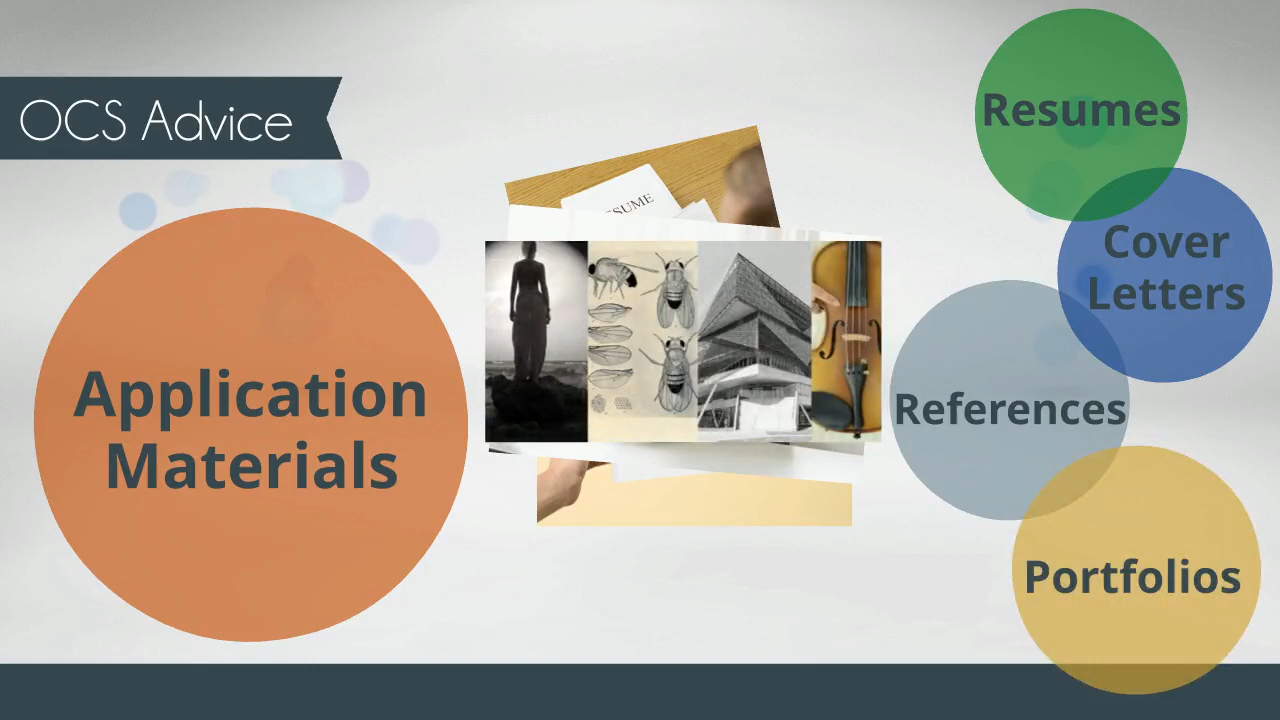 OCS Advice
Application
Materials
Resumes
Cover
Letters
References
Portfolios